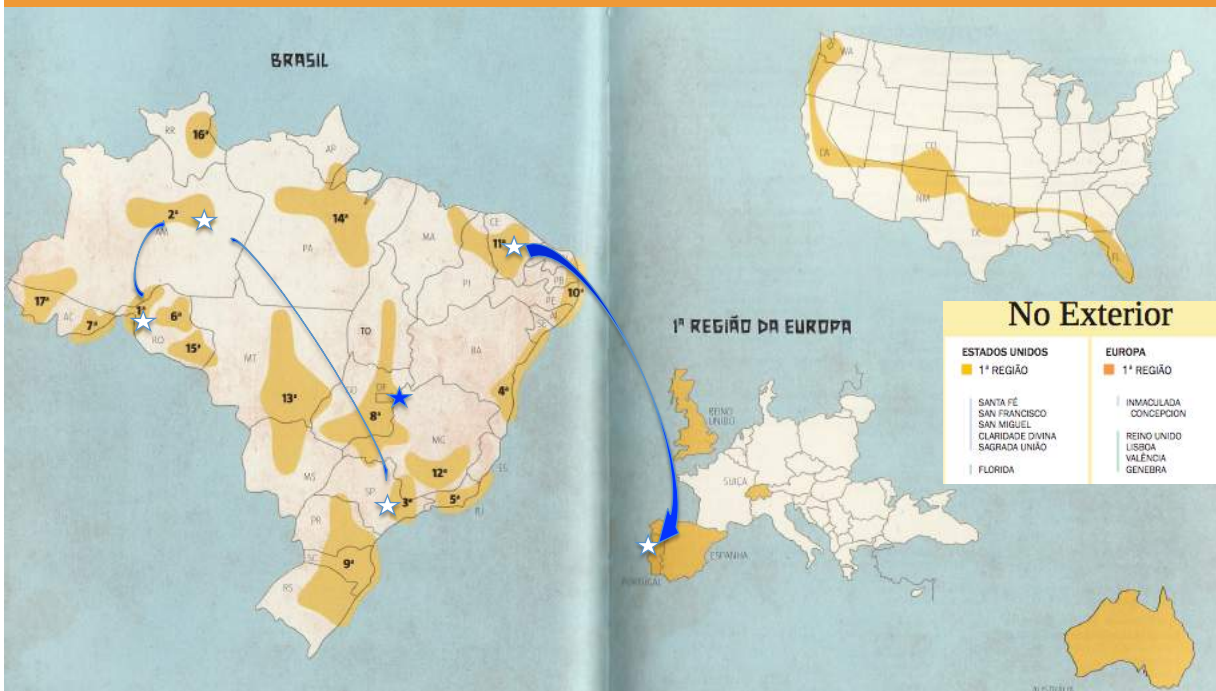 BRASIL
RR
16ª
AP
2ª
AM
14ª
PA
MA
CE
11ª
PI
PB
PE
10ª
AL
SE
17ª
AC
7ª
1ª
6ª
RO
15ª
MT
TO
BA
13ª
GO
DF
8ª
4ª
MG
MS
12ª
ES
SP
3ª
5ª
RJ
PR
SC
9ª
RS
WA
CA
CO
NM
TX
FL
1ª REGIÃO DA EUROPA
REINO
UNIDO
SUIÇA
ESPANHA
PORTUGAL
No Exterior
ESTADOS UNIDOS
1ª REGIÃO
SANTA FÉ
SAN FRANCISCO
SAN MIGUEL
CLARIDADE DIVINA
SAGRADA UNIÃO
FLORIDA
EUROPA
1ª REGIÃO
INMACULADA
CONCEPCION
REINO UNIDO
LISBOA
VALÊNCIA
GENEBRA
AUSTRÁLIA